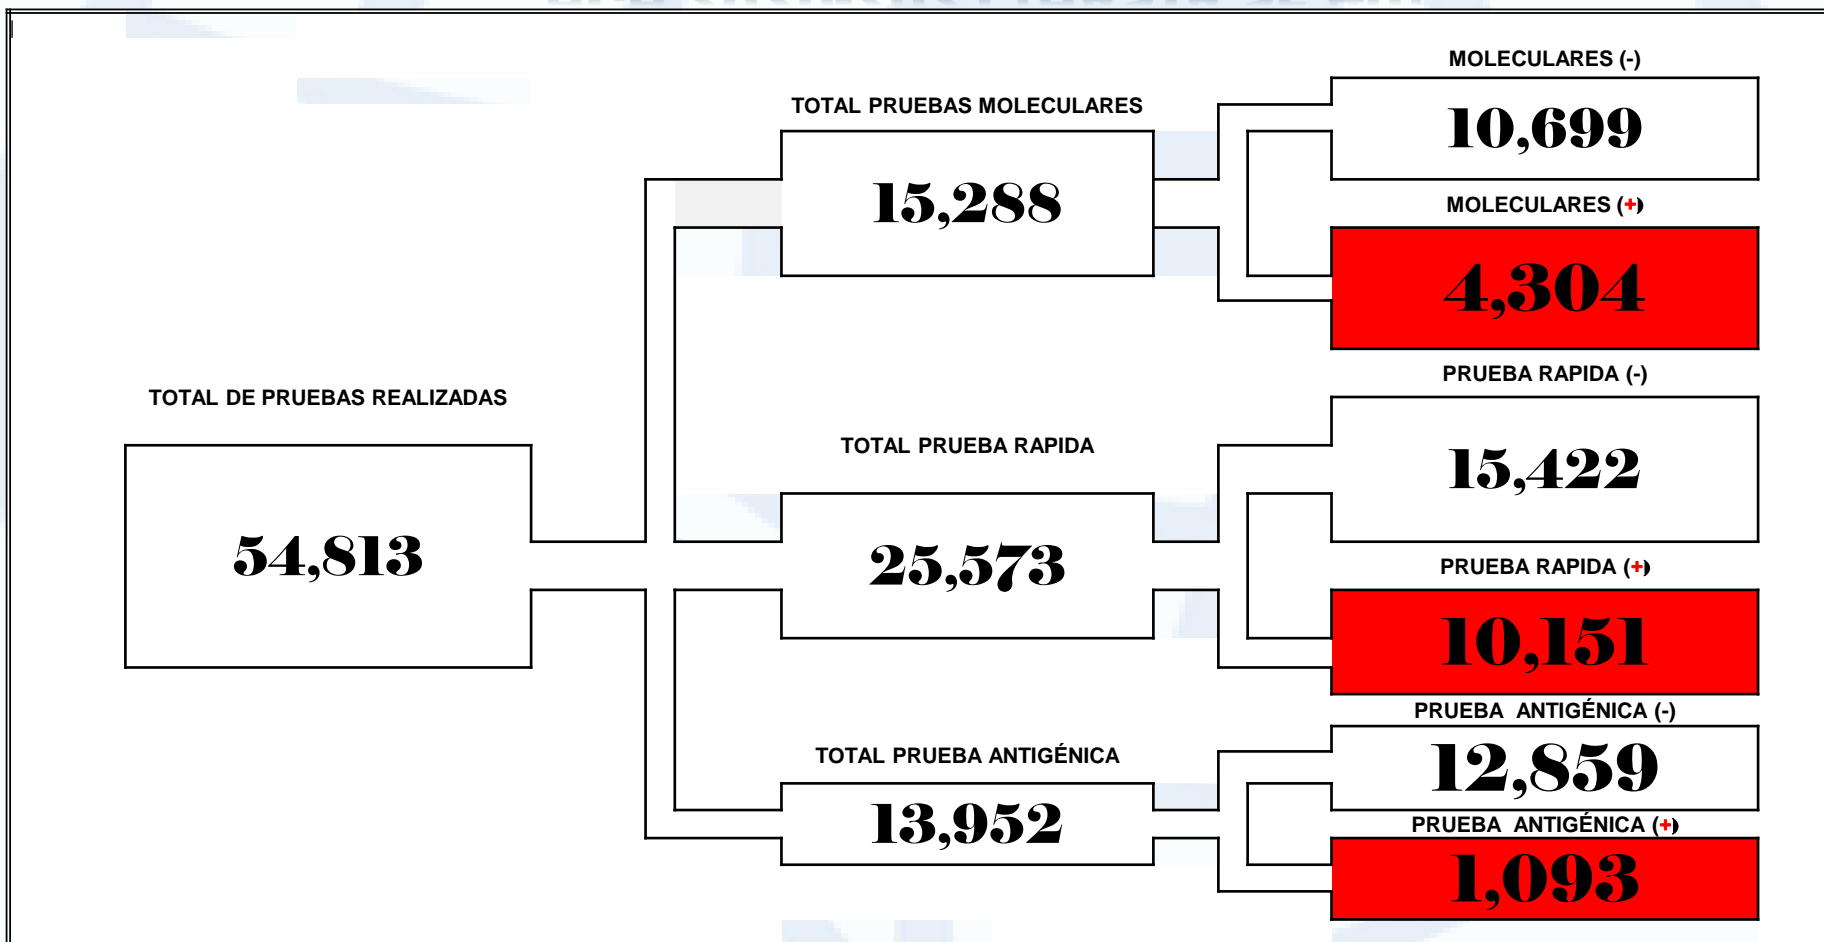 MOLECULARES (-)
10,699
TOTAL PRUEBAS MOLECULARES
15,288
MOLECULARES (+)
4,304
PRUEBA RAPIDA (-)
15,422
TOTAL DE PRUEBAS REALIZADAS
54,813
TOTAL PRUEBA RAPIDA
25,573
PRUEBA RAPIDA (+)
10,151
PRUEBA ANTIGÉNICA (-)
12,859
TOTAL PRUEBA ANTIGÉNICA
13,952
PRUEBA ANTIGÉNICA (+)
1,093